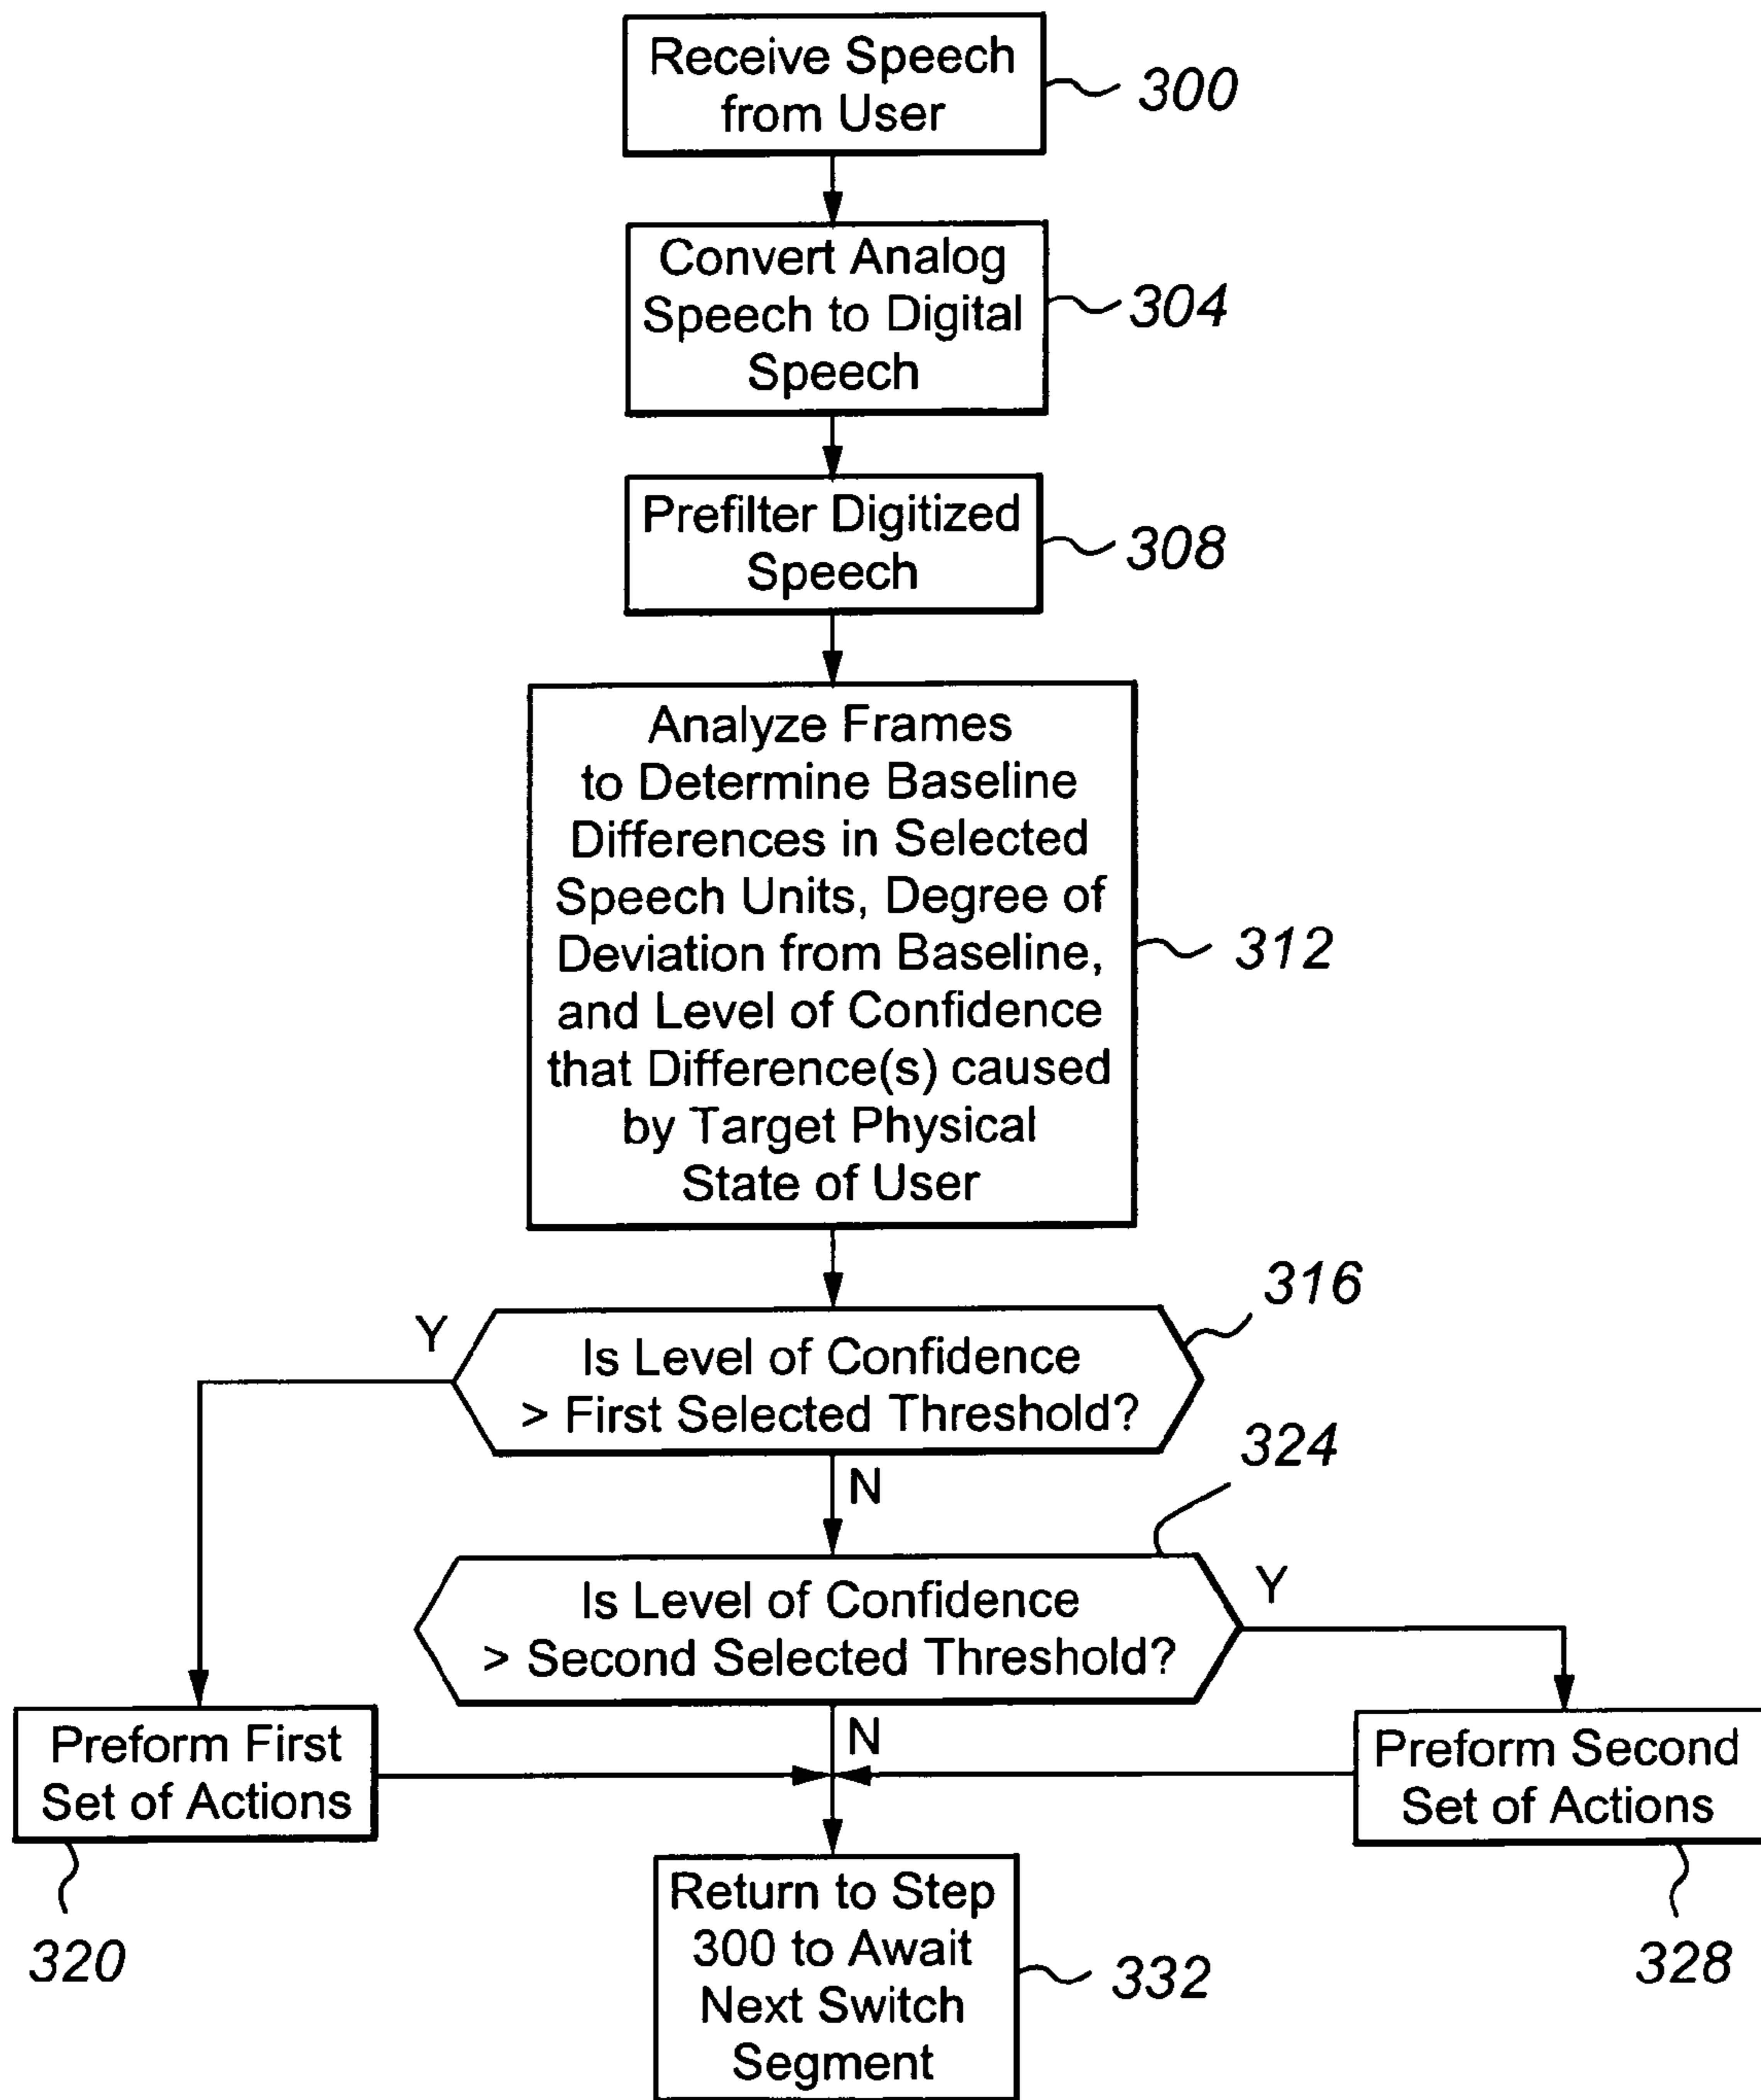 Receive Speech
from User
300
Convert Analog
Speech to Digital
Speech
304
Prefilter Digitized
Speech
308
Analyze Frames
to Determine Baseline
Differences in Selected
Speech Units, Degree of
Deviation from Baseline,
and Level of Confidence
that Difference(s) caused
by Target Physical
State of User
312
316
Y
Is Level of Confidence
> First Selected Threshold?
N
324
Is Level of Confidence
> Second Selected Threshold?
Y
N
Preform First
Set of Actions
320
Preform Second
Set of Actions
328
Return to Step
300 to Await
Next Switch
Segment
332